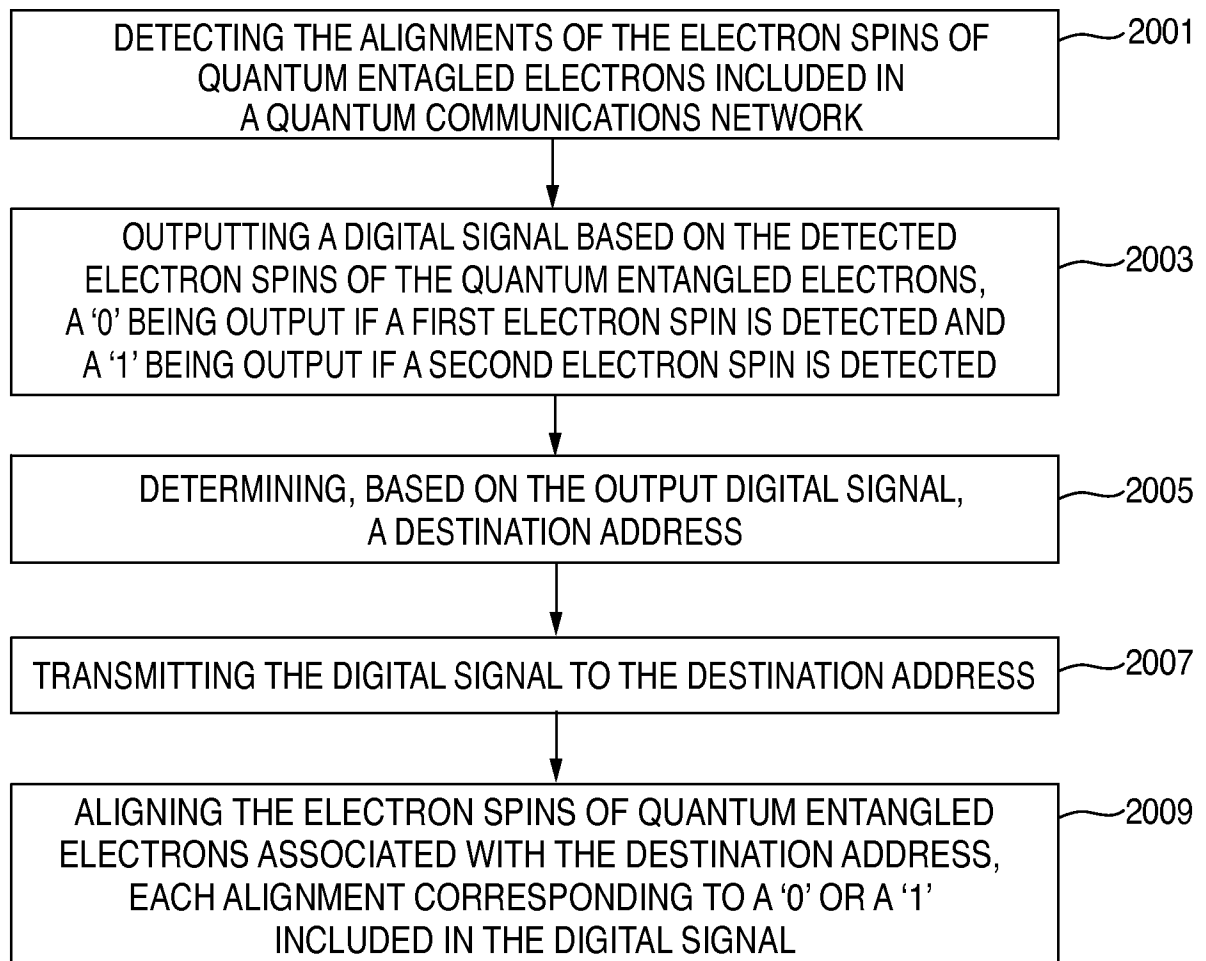 DETECTING THE ALIGNMENTS OF THE ELECTRON SPINS OF
QUANTUM ENTAGLED ELECTRONS INCLUDED IN
A QUANTUM COMMUNICATIONS NETWORK
2001
OUTPUTTING A DIGITAL SIGNAL BASED ON THE DETECTED
ELECTRON SPINS OF THE QUANTUM ENTANGLED ELECTRONS,
A ‘0’ BEING OUTPUT IF A FIRST ELECTRON SPIN IS DETECTED AND
A ‘1’ BEING OUTPUT IF A SECOND ELECTRON SPIN IS DETECTED
2003
DETERMINING, BASED ON THE OUTPUT DIGITAL SIGNAL,
A DESTINATION ADDRESS
2005
TRANSMITTING THE DIGITAL SIGNAL TO THE DESTINATION ADDRESS
2007
ALIGNING THE ELECTRON SPINS OF QUANTUM ENTANGLED
ELECTRONS ASSOCIATED WITH THE DESTINATION ADDRESS,
EACH ALIGNMENT CORRESPONDING TO A ‘0’ OR A ‘1’
INCLUDED IN THE DIGITAL SIGNAL
2009